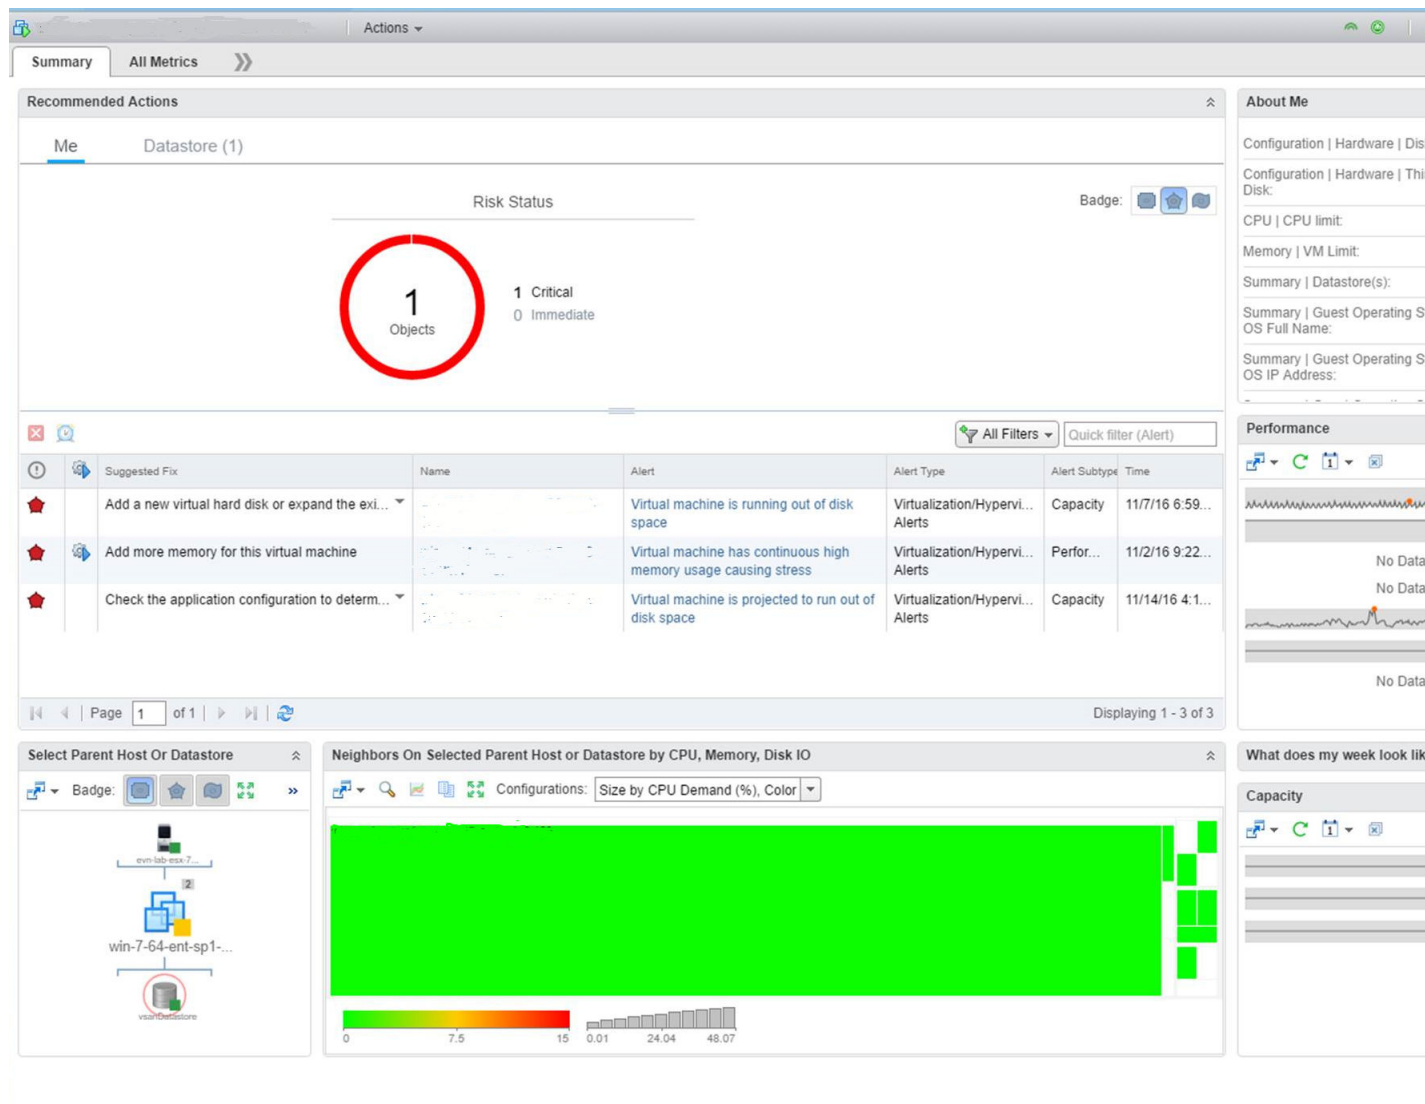 Actions
Summary All Metrics
Recommended Actions
Me Datastore (1)
Risk Status
Badge:
1
Objects
1 Critical
0 Immediate
All Filters Quick filter (Alert)
Suggested Fix Name Alert Alert Type Alert Subtype Time
Add a new virtual hard disk or expand the exi... Virtual machine is running out of disk Virtualization/Hypervi... Capacity 11/7/16 6:59...
space Alerts
Add more memory for this virtual machine Virtual machine has continuous high Virtualization/Hypervi... Perfor... 11/2/16 9:22...
memory usage causing stress Alerts
Check the application configuration to determ... Virtual machine is projected to run out of Virtualization/Hypervi... Capacity 11/14/16 4:1...
disk space Alerts
Page 1 of 1 Displaying 1 - 3 of 3
About Me
Configuration | Hardware | Dis
Configuration | Hardware | Thi
Disk:
CPU | CPU limit:
Memory | VM Limit:
Summary | Datastore(s):
Summary | Guest Operating S
OS Full Name:
Summary | Guest Operating S
OS IP Address:
Performance
1
No Data
No Data
No Data
Select Parent Host Or Datastore
Badge:
evn-lab-esx-7...
2
win-7-64-ent-sp1-...
vsanDatastore
Neighbors On Selected Parent Host or Datastore by CPU, Memory, Disk IO
Configurations: Size by CPU Demand (%), Color
0 7.5 15 0.01 24.04 48.07
What does my week look lik
Capacity
1